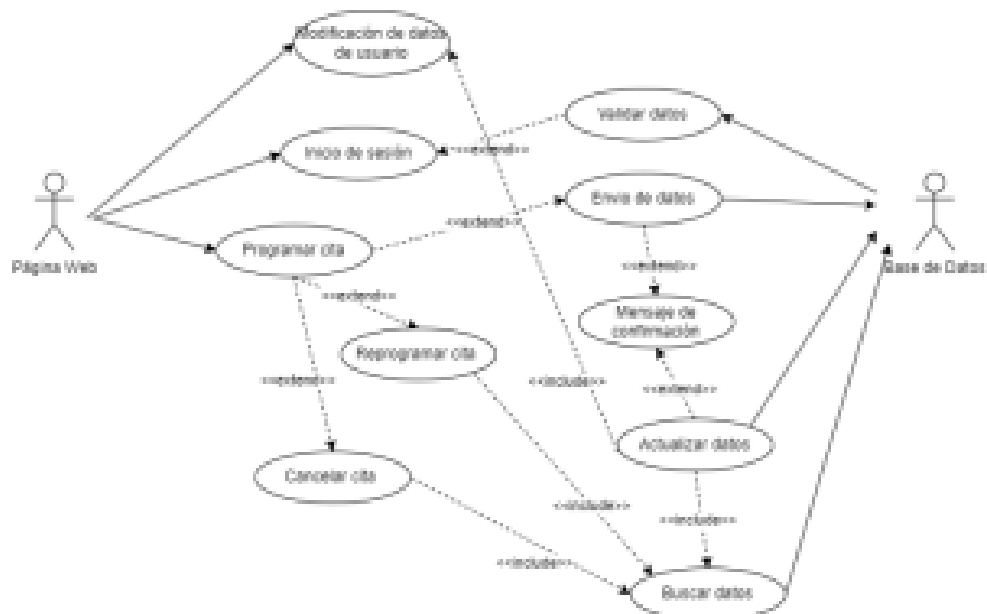 Modificación de datos
de usuario
Validar datos
Inicio de sesión
<<extend>>
Envio de datos
<<extend>>
Programar cita
Página Web
Base de Datos
<<extend>>
<<extend>>
Mensaje de
confirmación
Reprogramar cita
<<extend>>
<<include>>
<<extend>>
Actualizar datos
Cancelar cita
<<include>>
<<include>>
<<include>>
Buscar datos